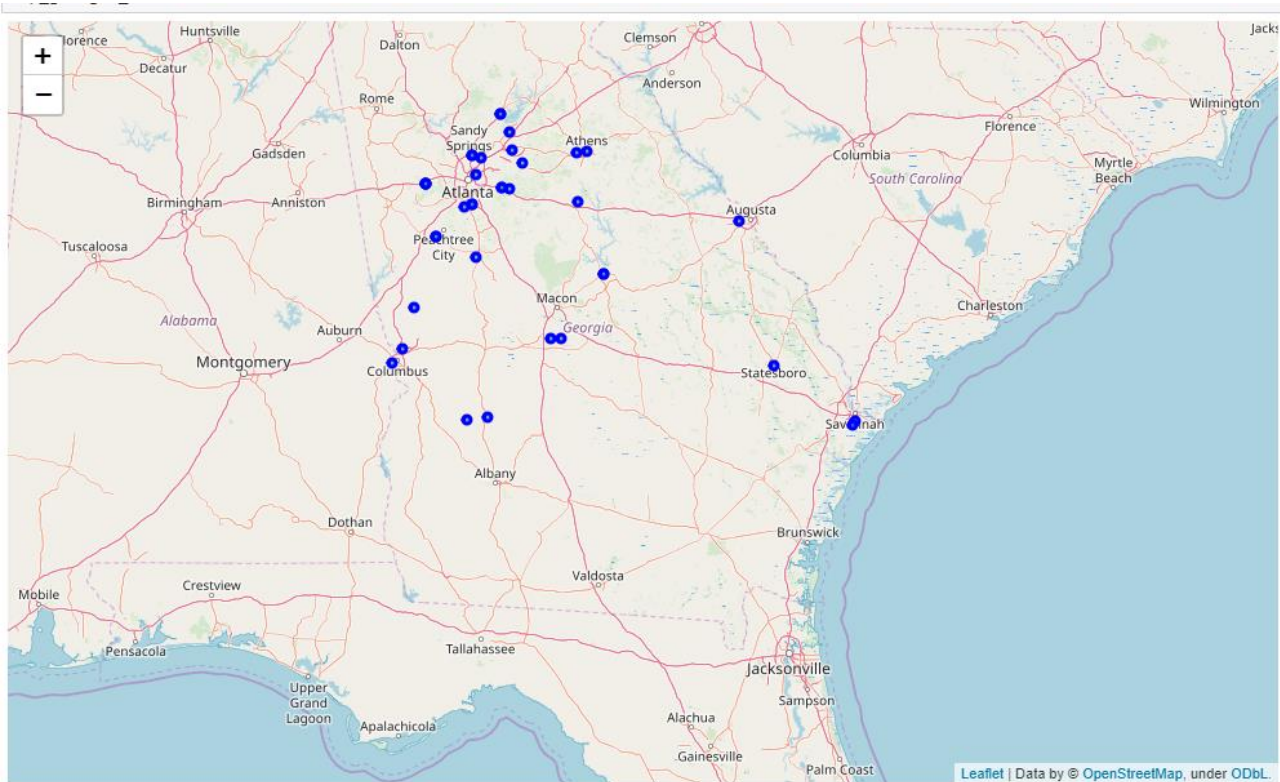 Huntsville
lorence
Decatur
Dalton
Clemson
Jacks
Anderson
Rome
Wilmington
Gadsden
Sandy
Springs
Athens
Florence
Columbia
Myrtle
Beach
South Carolina
Birmingham
Anniston
Atlanta
Augusta
Tuscaloosa
Peachtree
City
Macon
Charleston
Alabama
Auburn
Georgia
Montgomery
Columbus
Statesboro
Savannah
Albany
Dothan
Brunswick
Valdosta
Crestview
Mobile
Pensacola
Tallahassee
Jacksonville
Upper
Grand
Lagoon
Sampson
Apalachicola
Alachua
Gainesville
Palm Coast
+
−
Leaflet | Data by © OpenStreetMap, under ODbL.